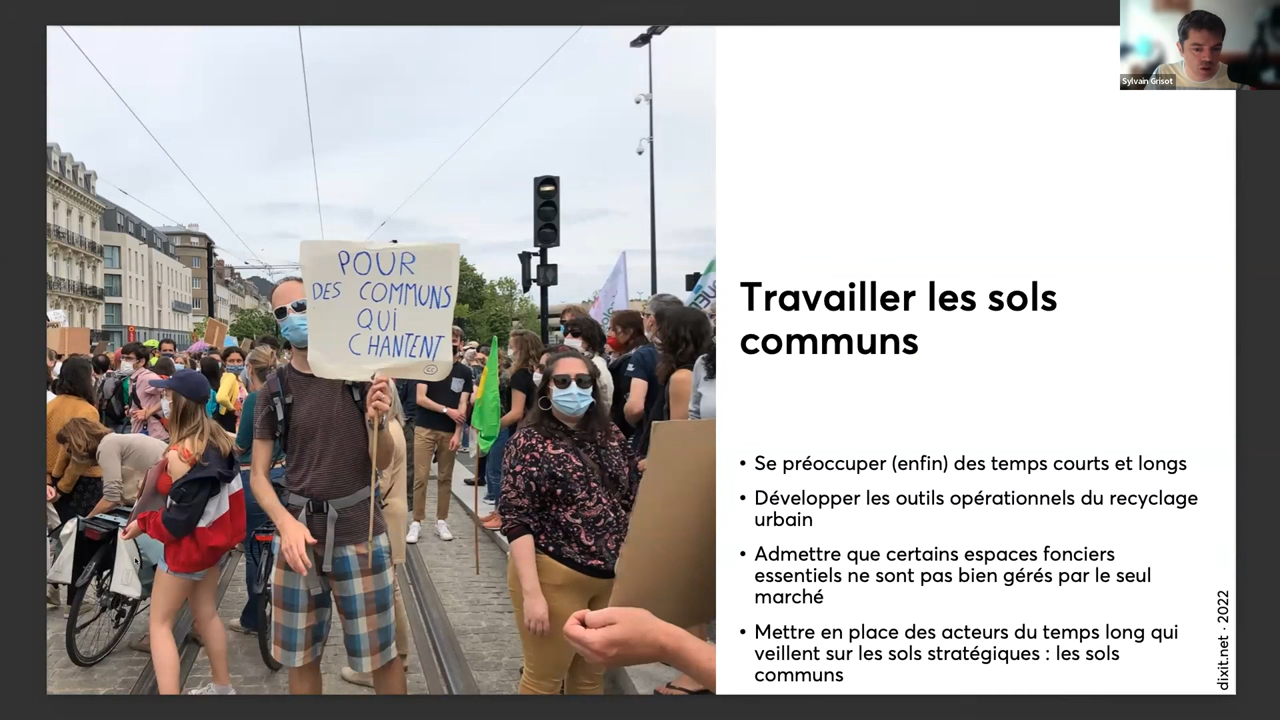 Sylvain Grisot
POUR
DES COMMUNS
QUI
CHANTENT
cc
Travailler les sols
communs
• Se préoccuper (enfin) des temps courts et longs
• Développer les outils opérationnels du recyclage
urbain
• Admettre que certains espaces fonciers
essentiels ne sont pas bien gérés par le seul
marché
• Mettre en place des acteurs du temps long qui
veillent sur les sols stratégiques : les sols
communs
dixit.net · 2022